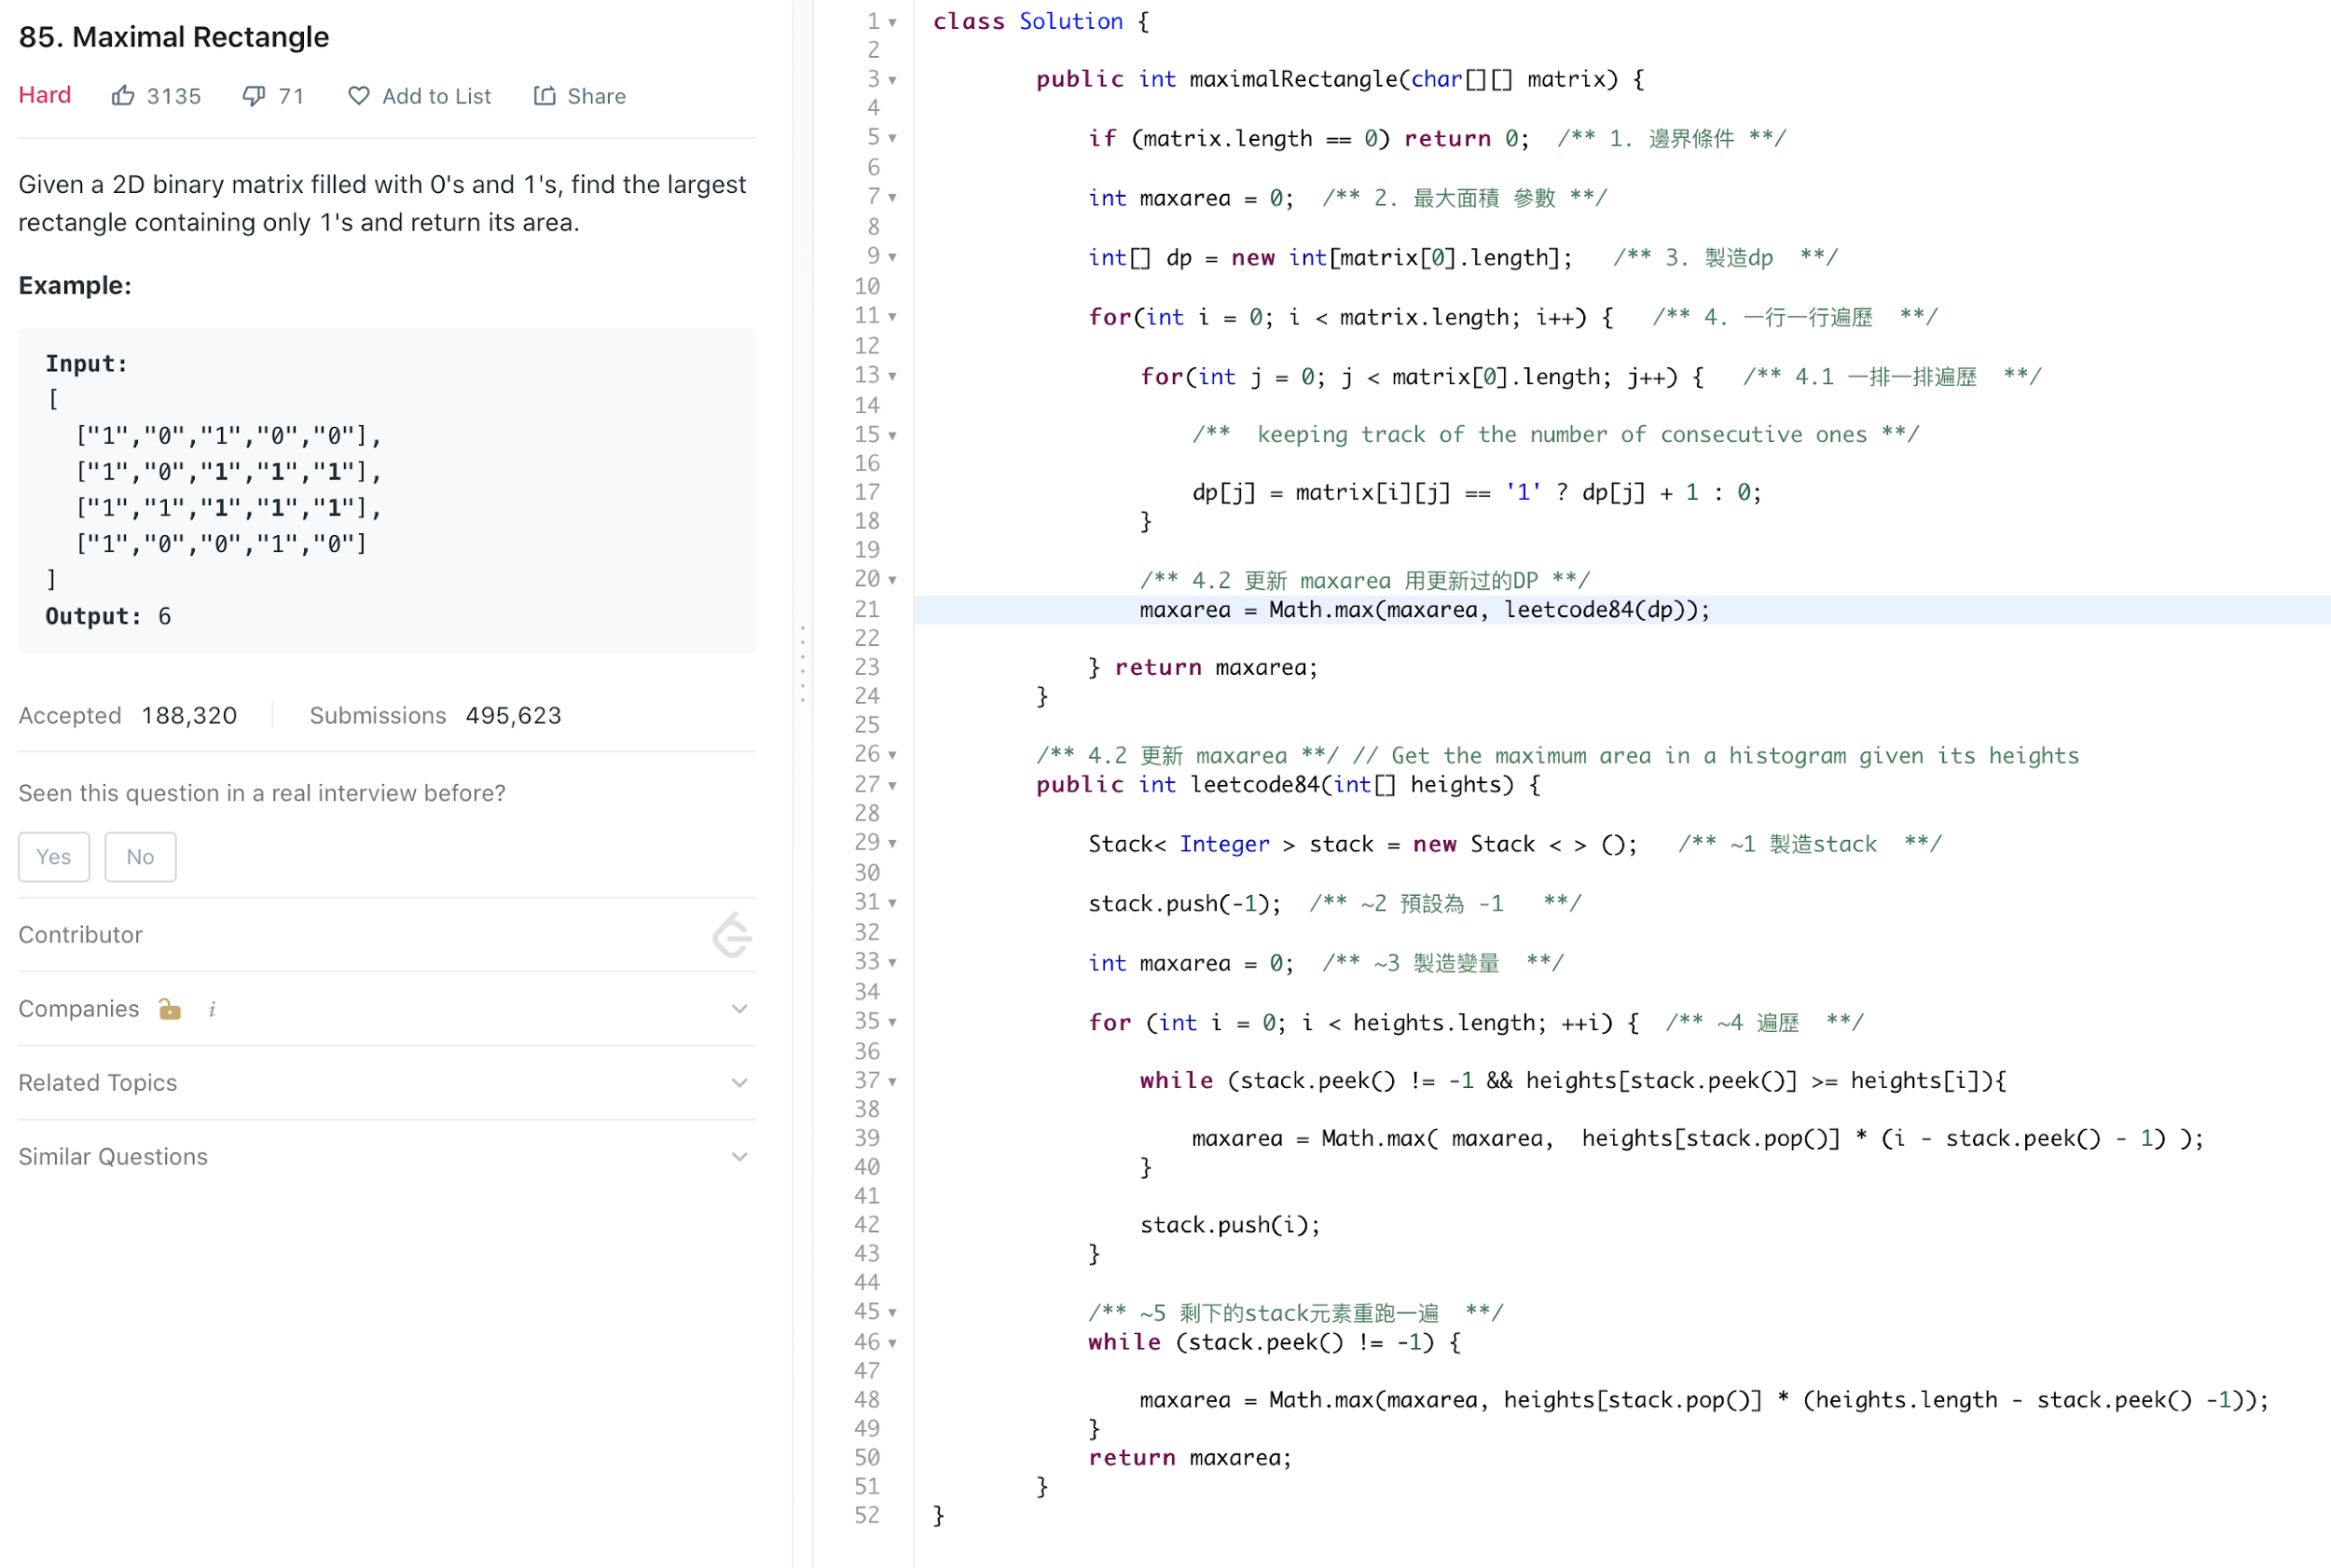 85. Maximal Rectangle
Hard 3135 71 Add to List Share
Given a 2D binary matrix filled with 0's and 1's, find the largest
rectangle containing only 1's and return its area.
Example:
Input:
[
["1","0","1","0","0"],
["1","0","1","1","1"],
["1","1","1","1","1"],
["1","0","0","1","0"]
]
Output: 6
Accepted 188,320 Submissions 495,623
Seen this question in a real interview before?
Yes No
Contributor
Companies i
Related Topics
Similar Questions
1 class Solution {
2
3 public int maximalRectangle(char[][] matrix) {
4
5 if (matrix.length == 0) return 0; /** 1. 邊界條件 **/
6
7 int maxarea = 0; /** 2. 最大面積 參數 **/
8
9 int[] dp = new int[matrix[0].length]; /** 3. 製造dp **/
10
11 for(int i = 0; i < matrix.length; i++) { /** 4. 一行一行遍歷 **/
12
13 for(int j = 0; j < matrix[0].length; j++) { /** 4.1 一排一排遍歷 **/
14
15 /** keeping track of the number of consecutive ones **/
16
17 dp[j] = matrix[i][j] == '1' ? dp[j] + 1 : 0;
18 }
19
20 /** 4.2 更新 maxarea 用更新过的DP **/
21 maxarea = Math.max(maxarea, leetcode84(dp));
22
23 } return maxarea;
24 }
25
26 /** 4.2 更新 maxarea **/ // Get the maximum area in a histogram given its heights
27 public int leetcode84(int[] heights) {
28
29 Stack< Integer > stack = new Stack < > (); /** ~1 製造stack **/
30
31 stack.push(-1); /** ~2 預設為 -1 **/
32
33 int maxarea = 0; /** ~3 製造變量 **/
34
35 for (int i = 0; i < heights.length; ++i) { /** ~4 遍歷 **/
36
37 while (stack.peek() != -1 && heights[stack.peek()] >= heights[i]){
38
39 maxarea = Math.max( maxarea, heights[stack.pop()] * (i - stack.peek() - 1) );
40 }
41
42 stack.push(i);
43 }
44
45 /** ~5 剩下的stack元素重跑一遍 **/
46 while (stack.peek() != -1) {
47
48 maxarea = Math.max(maxarea, heights[stack.pop()] * (heights.length - stack.peek() -1));
49 }
50 return maxarea;
51 }
52 }